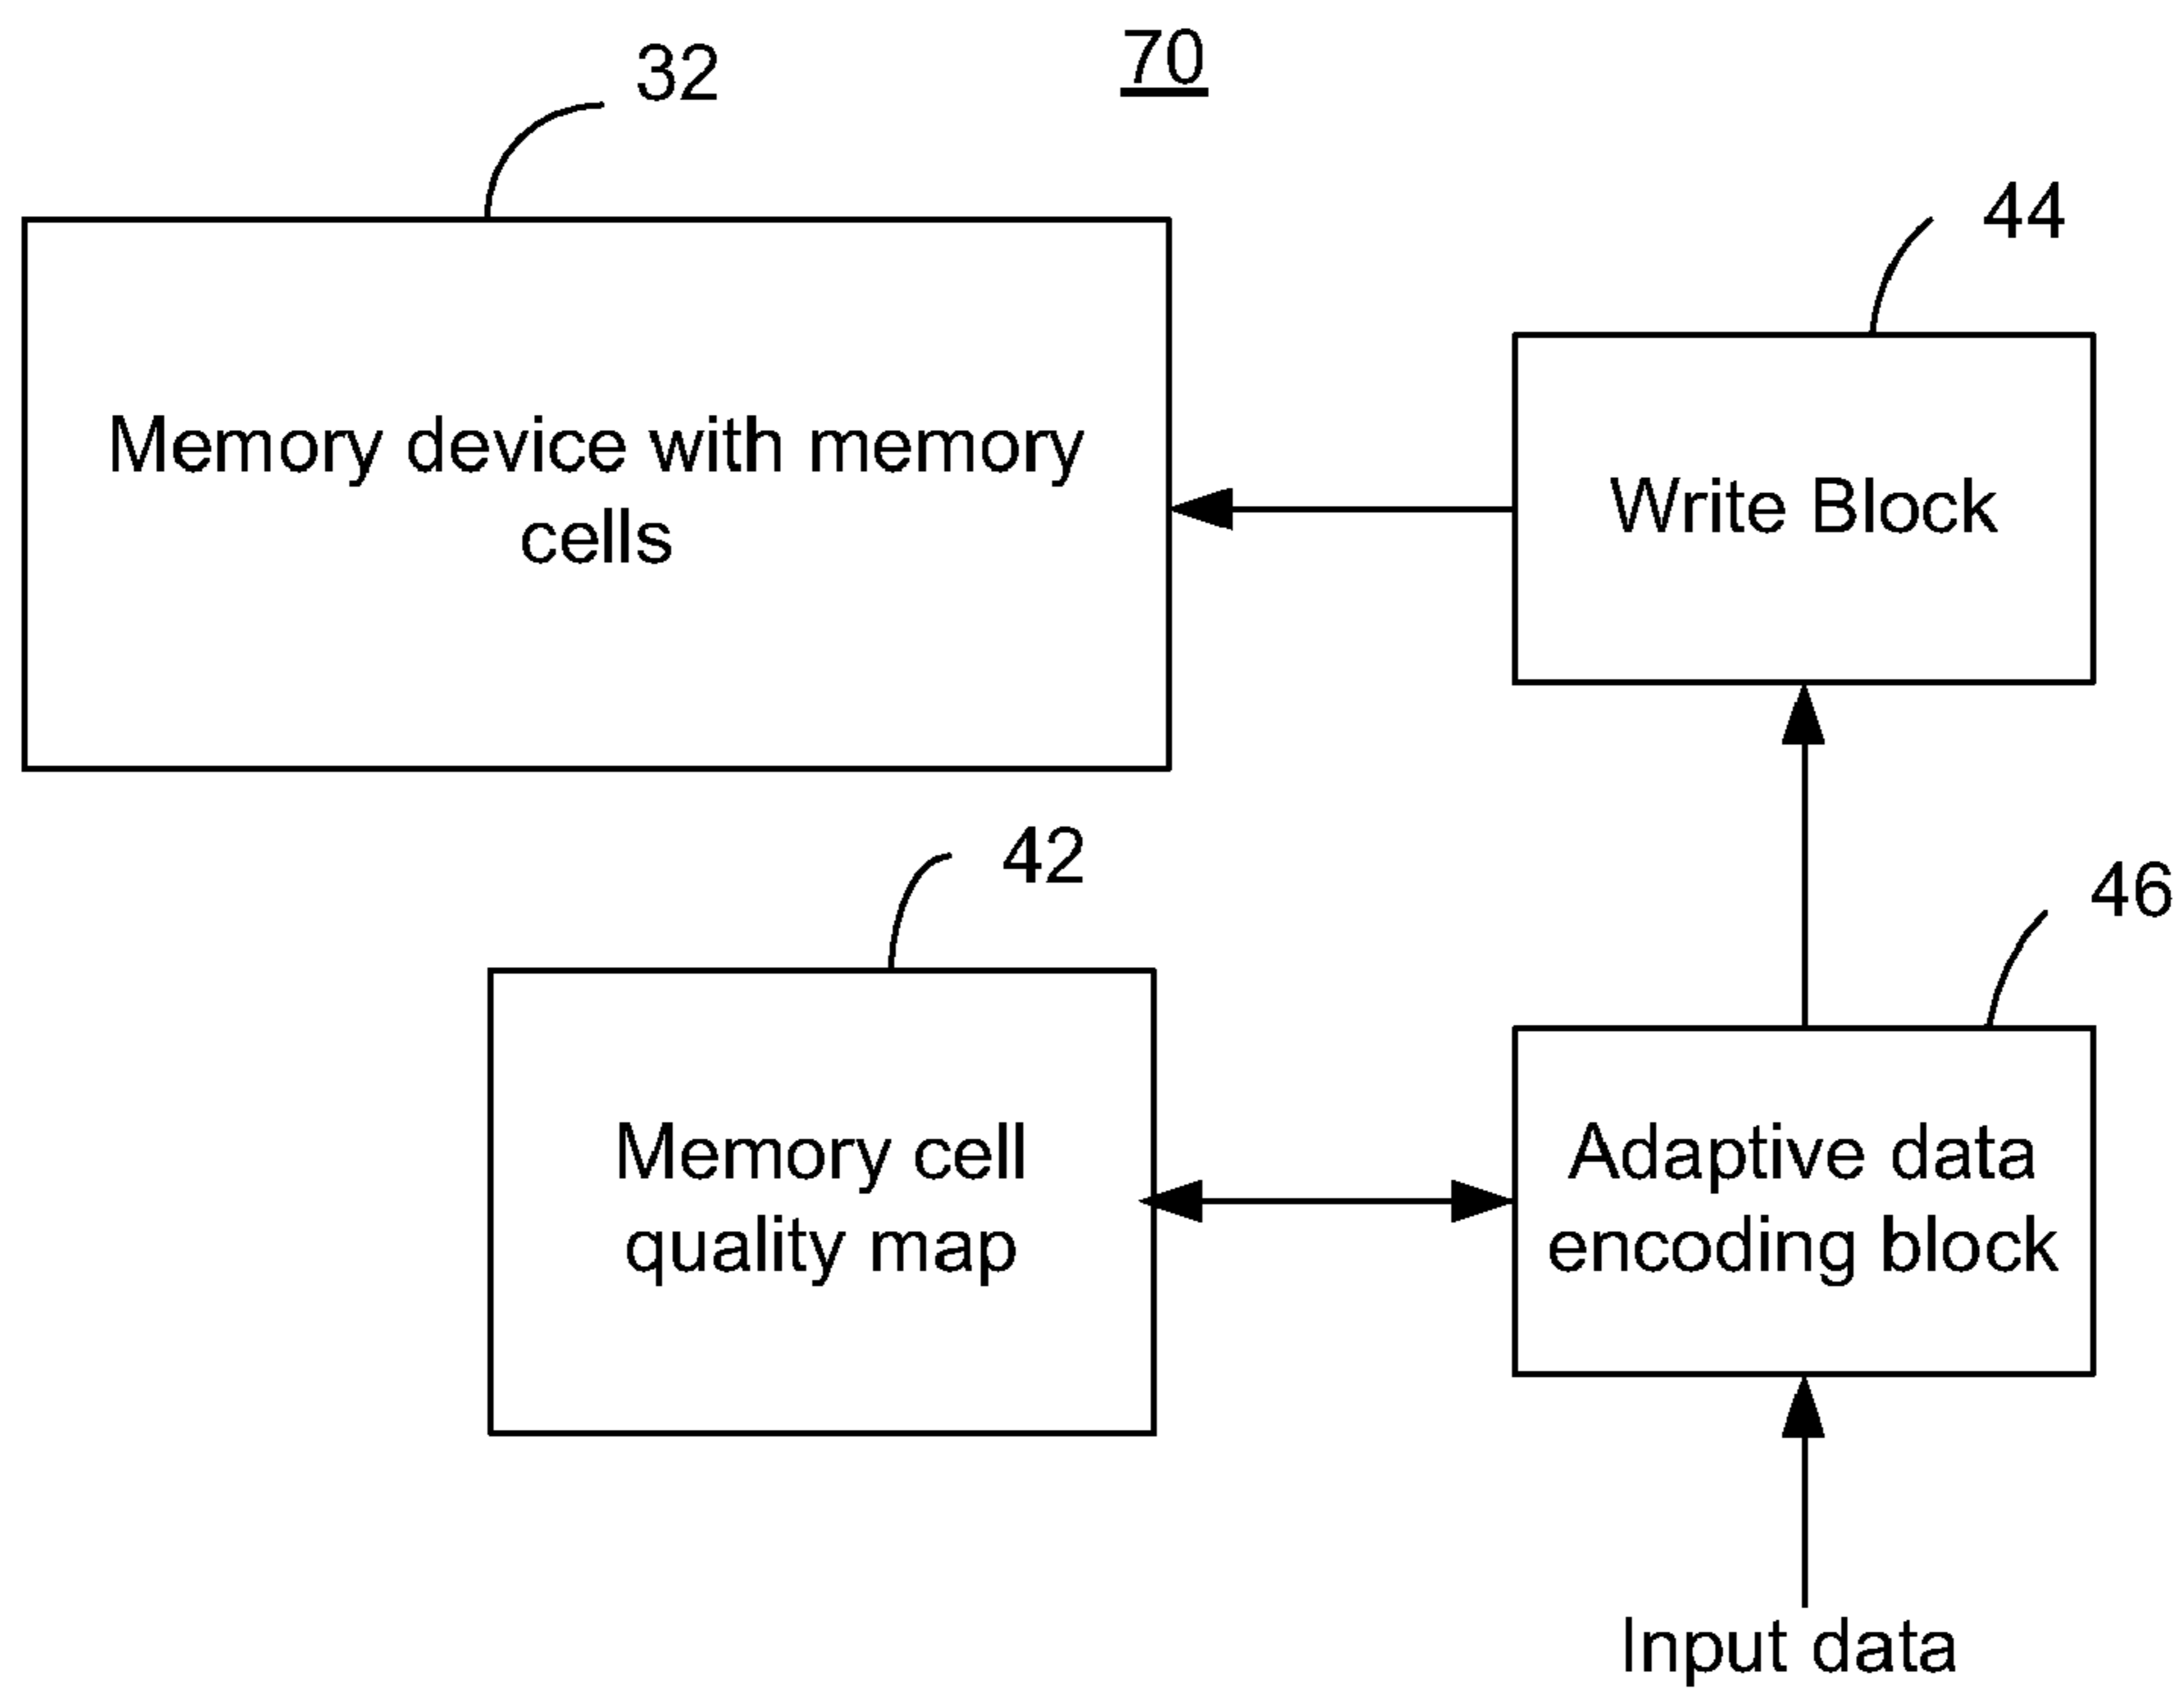 70
32
44
Memory device with memory
cells
Write Block
42
46
Memory cell
quality map
Adaptive data
encoding block
Input data